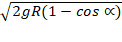 √2gR(1 − cos ∝)